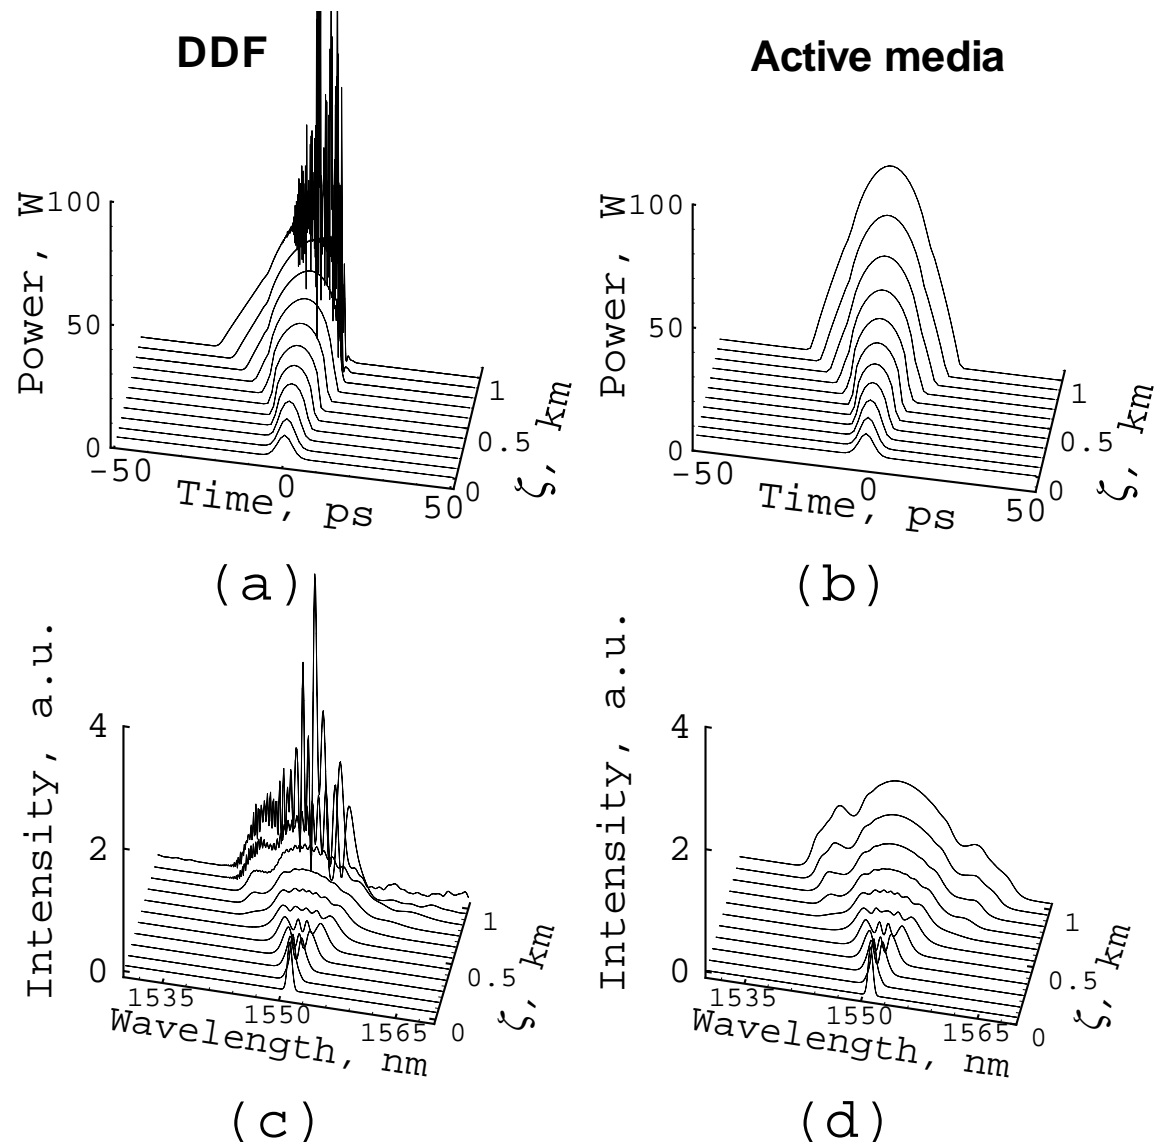 DDF
Active media
Power, W
100
50
0
-50
0
50
Time, ps
0
0.5
1
ζ, km
(a)
Power, W
100
50
0
-50
0
50
Time, ps
0
0.5
1
ζ, km
(b)
Intensity, a.u.
4
2
0
1535
1550
1565
Wavelength, nm
0
0.5
1
ζ, km
(c)
Intensity, a.u.
4
2
0
1535
1550
1565
Wavelength, nm
0
0.5
1
ζ, km
(d)